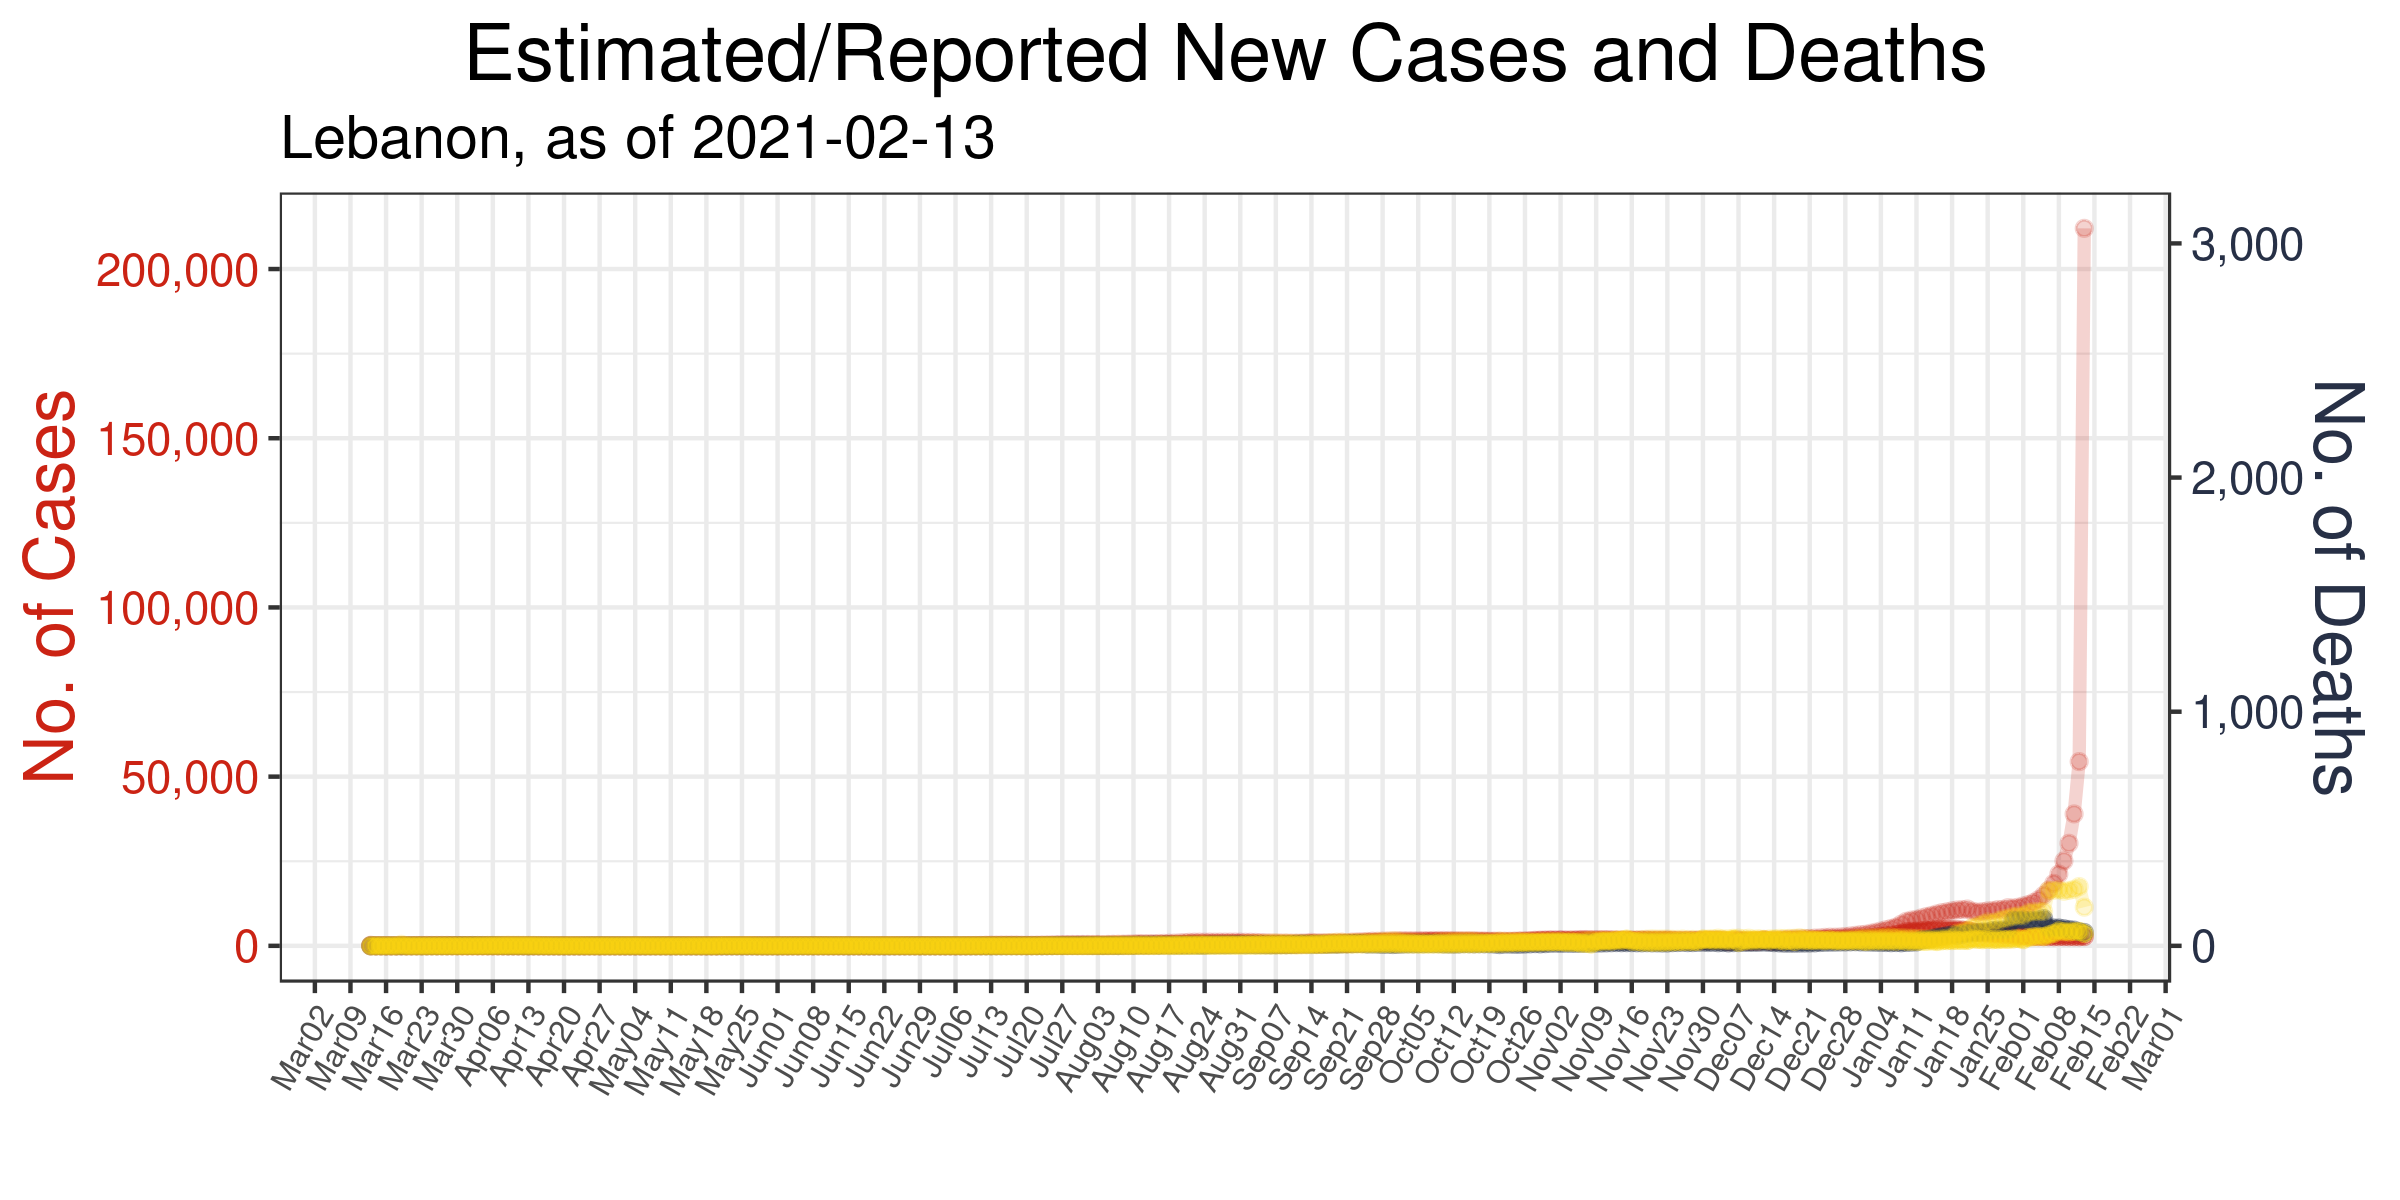 Estimated/Reported New Cases and Deaths
Lebanon, as of 2021-02-13
No. of Cases
200,000
150,000
100,000
50,000
0
3,000
2,000
1,000
0
No. of Deaths
Mar02
Mar09
Mar16
Mar23
Mar30
Apr06
Apr13
Apr20
Apr27
May04
May11
May18
May25
Jun01
Jun08
Jun15
Jun22
Jun29
Jul06
Jul13
Jul20
Jul27
Aug03
Aug10
Aug17
Aug24
Aug31
Sep07
Sep14
Sep21
Sep28
Oct05
Oct12
Oct19
Oct26
Nov02
Nov09
Nov16
Nov23
Nov30
Dec07
Dec14
Dec21
Dec28
Jan04
Jan11
Jan18
Jan25
Feb01
Feb08
Feb15
Feb22
Mar01